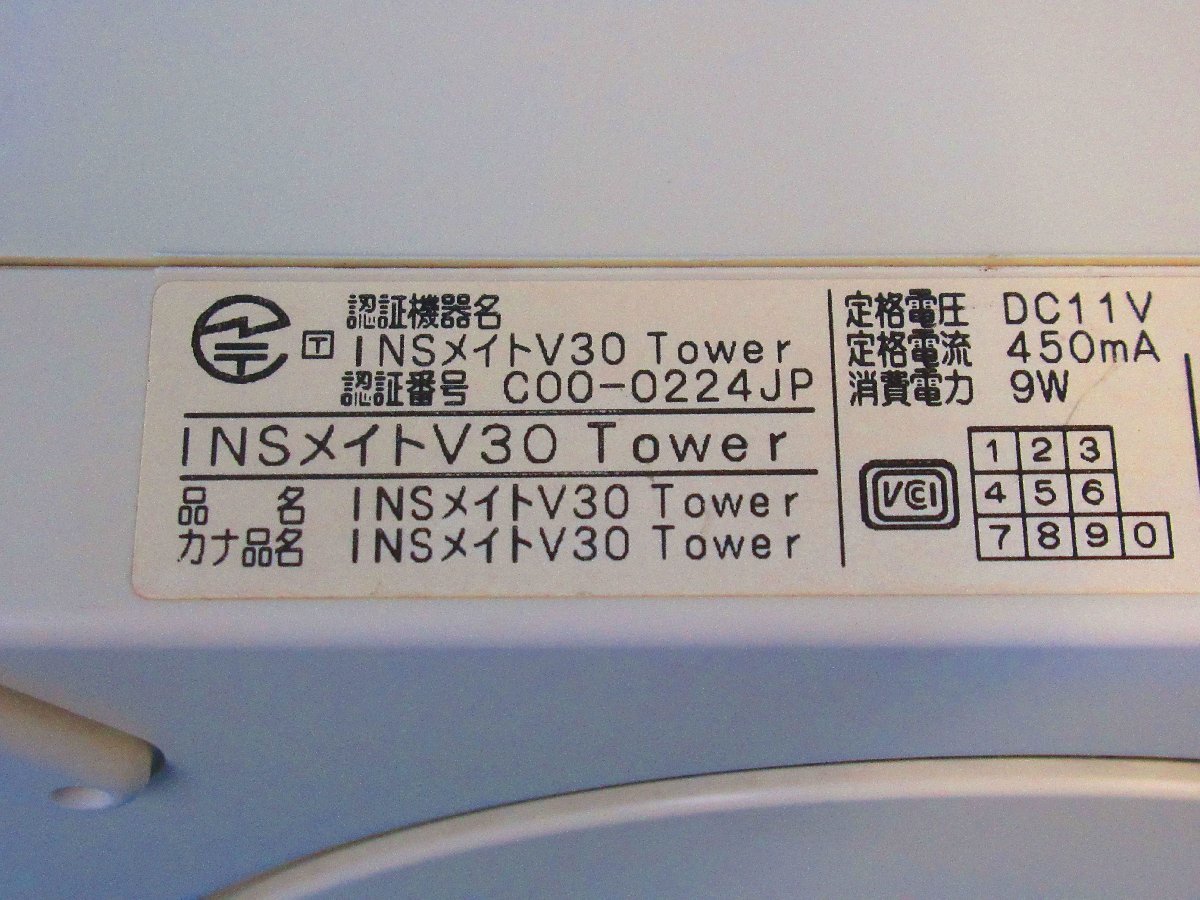 認証機器名
T INSメイトV30 Tower
認証番号 C00-0224JP
INSメイトV30 Tower
品 名 INSメイトV30 Tower
カナ品名 INSメイトV30 Tower
定格電圧 DC11V
定格電流 450mA
消費電力 9W
VCCI
1 2 3
4 5 6
7 8 9 0